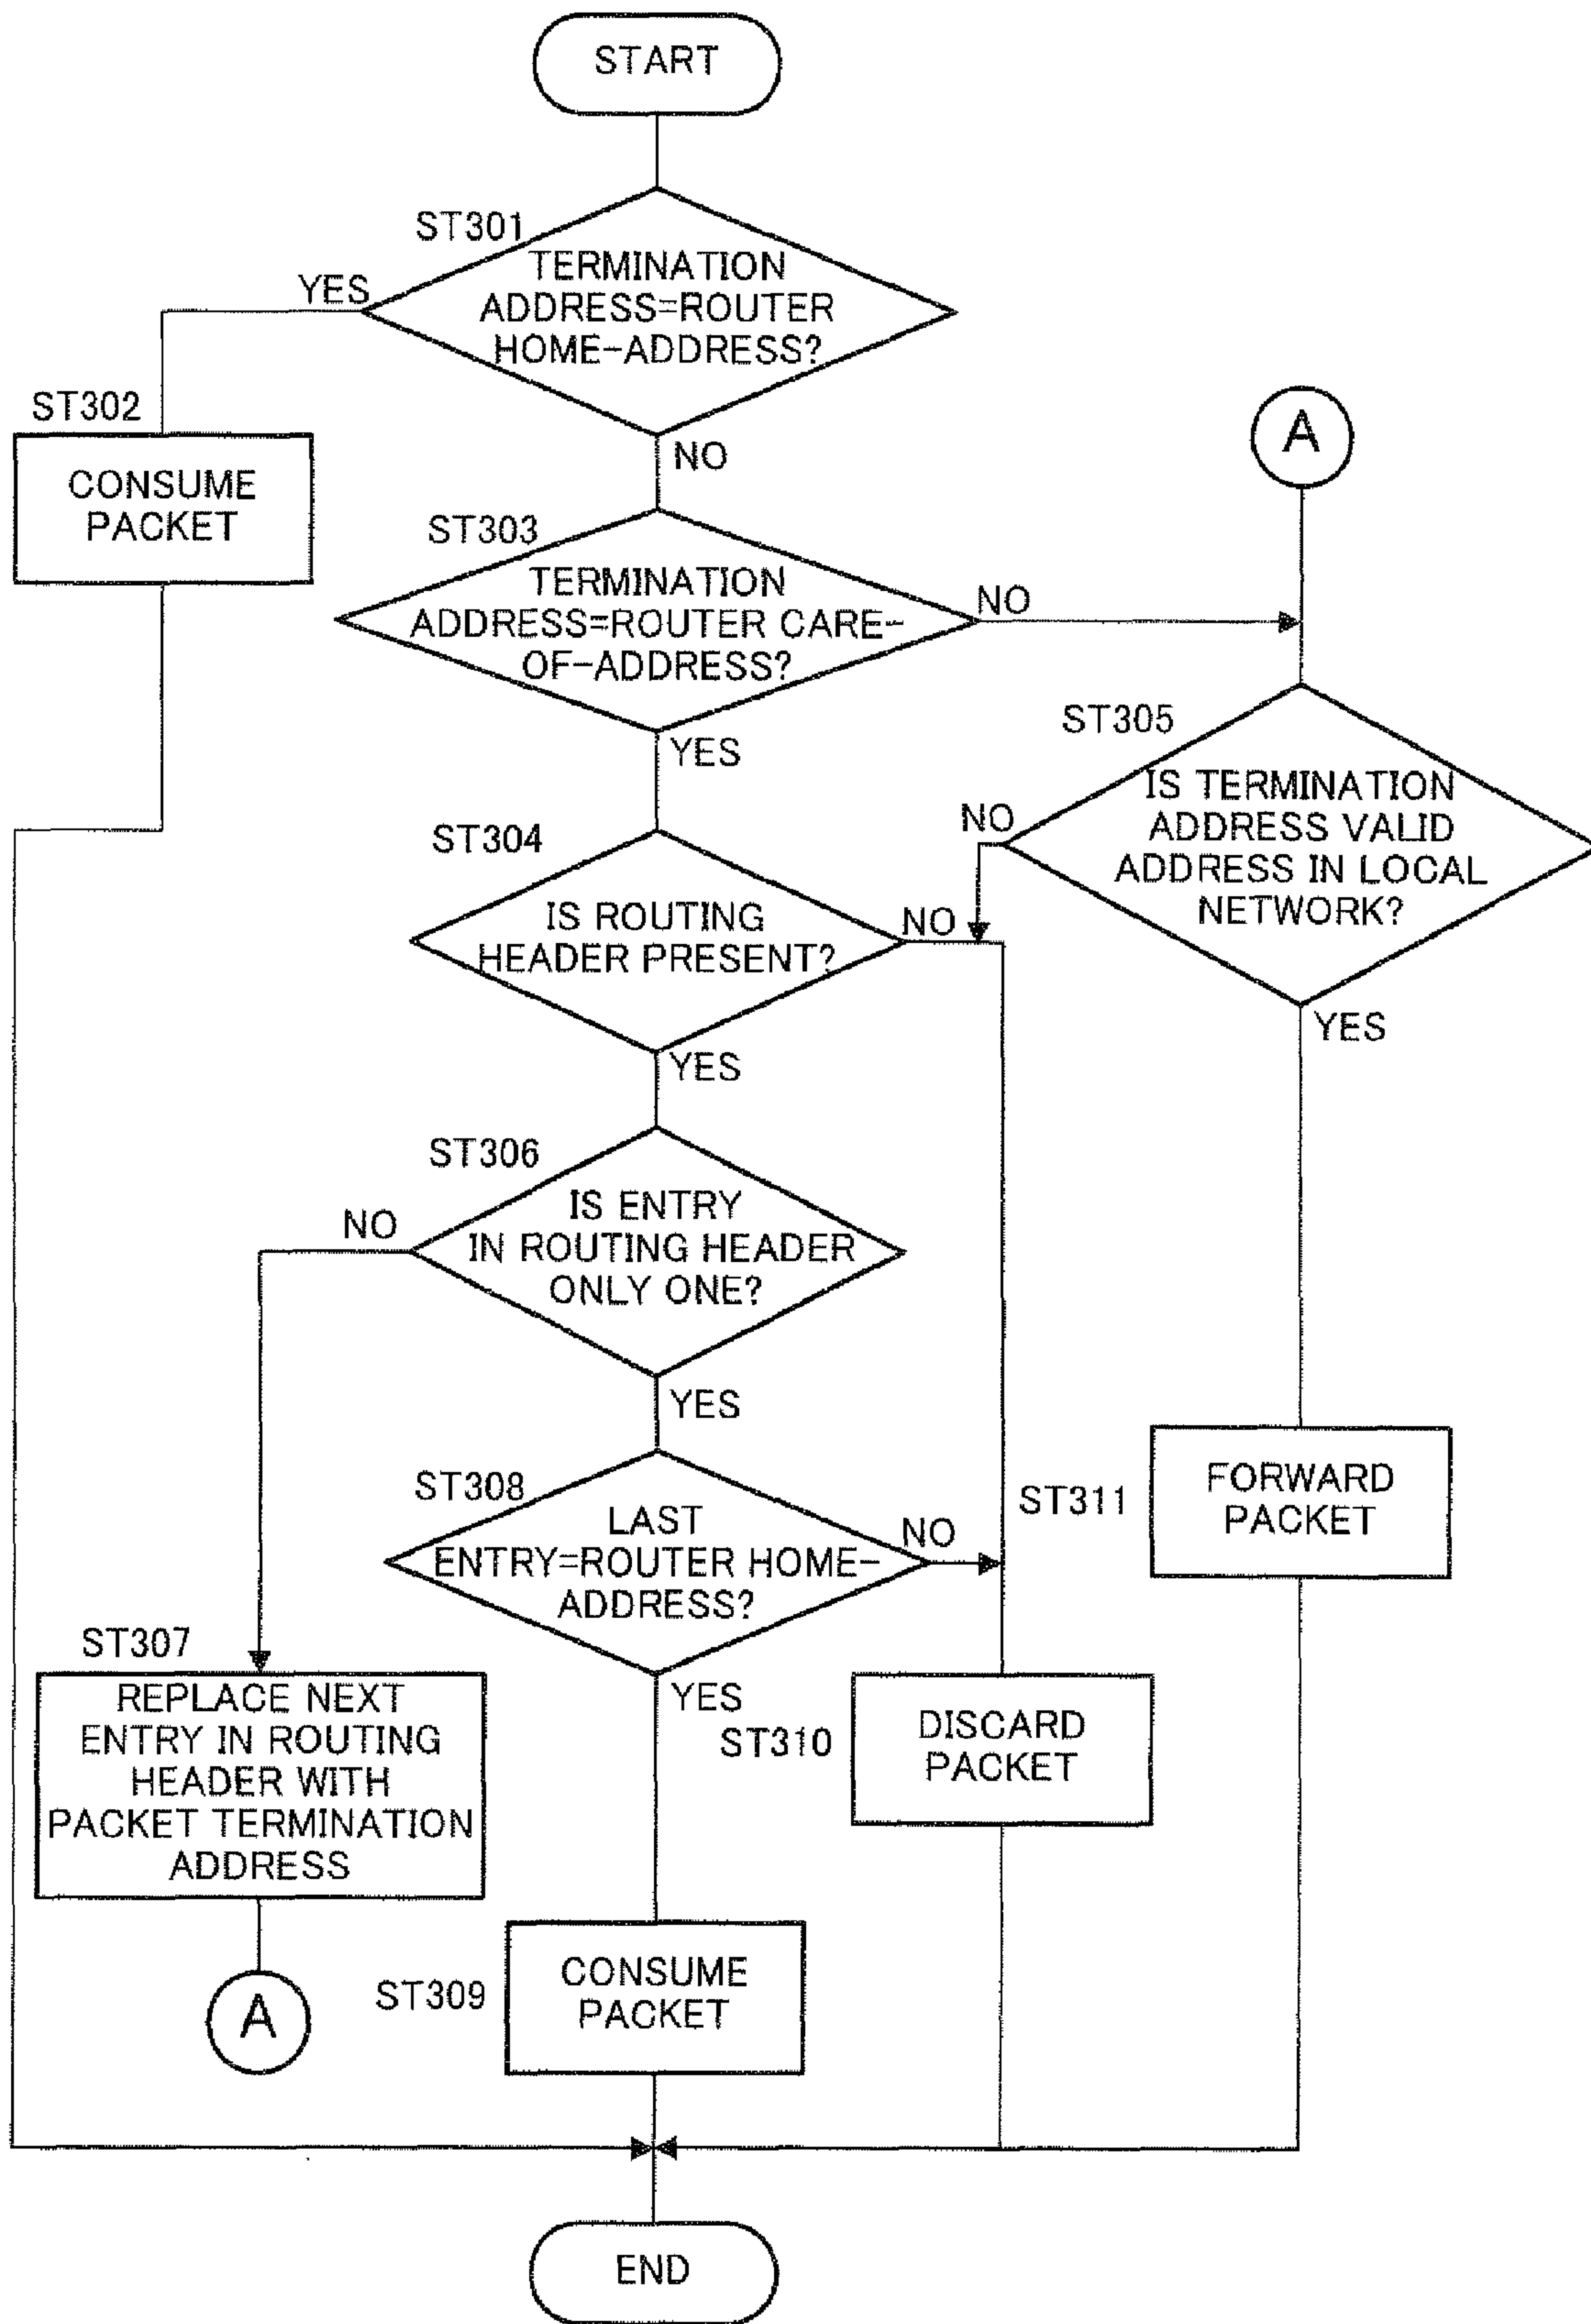 START
ST301
TERMINATION
ADDRESS=ROUTER
HOME-ADDRESS?
YES
NO
ST302
CONSUME
PACKET
A
ST303
TERMINATION
ADDRESS=ROUTER CARE-
OF-ADDRESS?
NO
YES
ST305
IS TERMINATION
ADDRESS VALID
ADDRESS IN LOCAL
NETWORK?
NO
YES
ST304
IS ROUTING
HEADER PRESENT?
NO
YES
ST306
IS ENTRY
IN ROUTING HEADER
ONLY ONE?
NO
YES
ST308
LAST
ENTRY=ROUTER HOME-
ADDRESS?
NO
YES
ST311
FORWARD
PACKET
ST307
REPLACE NEXT
ENTRY IN ROUTING
HEADER WITH
PACKET TERMINATION
ADDRESS
ST310
DISCARD
PACKET
A
ST309
CONSUME
PACKET
END